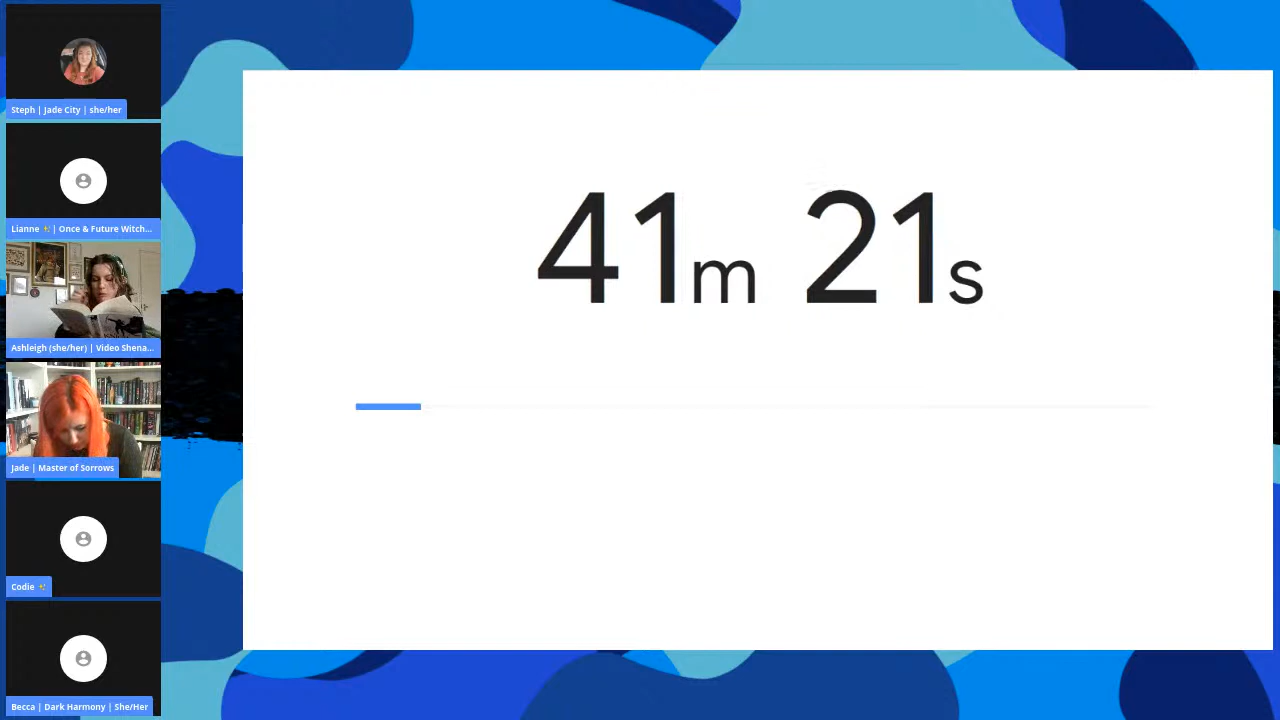 Steph | Jade City | she/her
Lianne ✨ | Once & Future Witch...
Ashleigh (she/her) | Video Shena...
Jade | Master of Sorrows
Codie ✨
Becca | Dark Harmony | She/Her
41m 21s